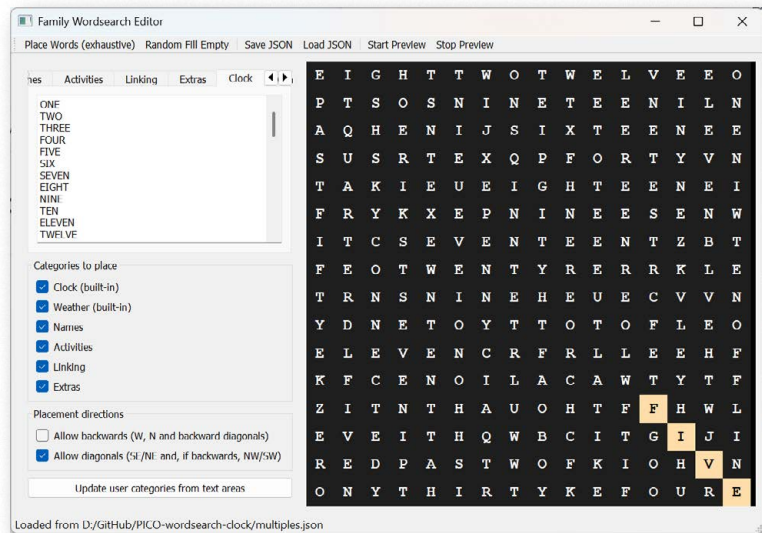 Family Wordsearch Editor
Place Words (exhaustive) Random Fill Empty Save JSON Load JSON Start Preview Stop Preview
nes Activities Linking Extras Clock
ONE
TWO
THREE
FOUR
FIVE
SIX
SEVEN
EIGHT
NINE
TEN
ELEVEN
TWELVE
Categories to place
Clock (built-in)
Weather (built-in)
Names
Activities
Linking
Extras
Placement directions
Allow backwards (W, N and backward diagonals)
Allow diagonals (SE/NE and, if backwards, NW/SW)
Update user categories from text areas
E I G H T T W O T W E L V E E O
P T S O S N I N E T E E N I L N
A Q H E N I J S I X T E E N E E
S U S R T E X Q P F O R T Y V N
T A K I E U E I G H T E E N E I
F R Y K X E P N I N E E S E N W
I T C S E V E N T E E N T Z B T
F E O T W E N T Y R E R R K L E
T R N S N I N E H E U E C V V N
Y D N E T O Y T T O T O F L E O
E L E V E N C R F R L L E E H F
K F C E N O I L A C A W T Y T F
Z I T N T H A U O H T F F H W L
E V E I T H Q W B C I T G I J I
R E D P A S T W O F K I O H V N
O N Y T H I R T Y K E F O U R E
Loaded from D:/GitHub/PICO-wordsearch-clock/multiples.json